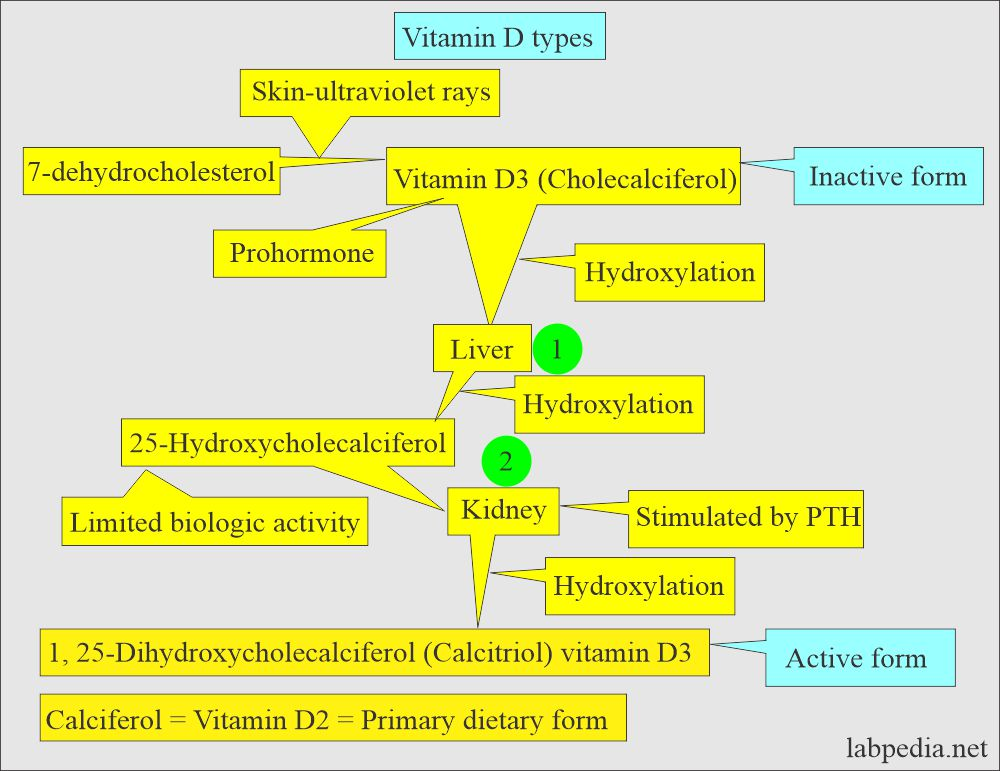 Vitamin D types
Skin-ultraviolet rays
7-dehydrocholesterol
Vitamin D3 (Cholecalciferol)
Inactive form
Prohormone
Hydroxylation
Liver
1
Hydroxylation
25-Hydroxycholecalciferol
2
Limited biologic activity
Kidney
Stimulated by PTH
Hydroxylation
1, 25-Dihydroxycholecalciferol (Calcitriol) vitamin D3
Active form
Calciferol = Vitamin D2 = Primary dietary form
labpedia.net